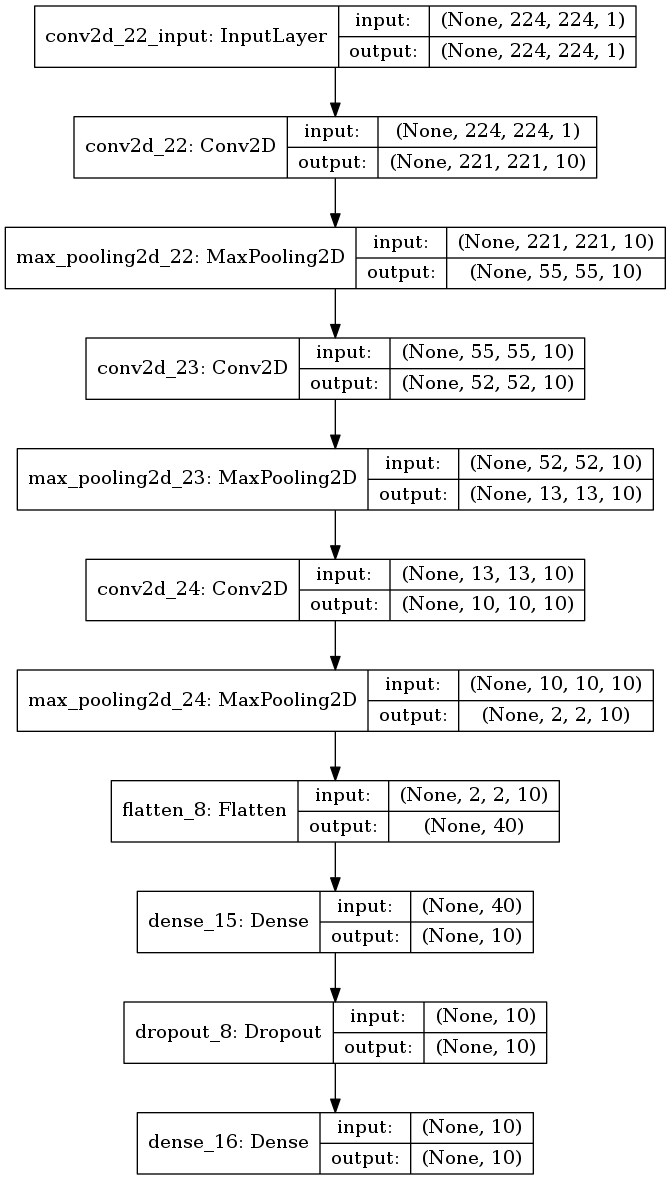 conv2d_22_input: InputLayer input: (None, 224, 224, 1)
output: (None, 224, 224, 1)
conv2d_22: Conv2D input: (None, 224, 224, 1)
output: (None, 221, 221, 10)
max_pooling2d_22: MaxPooling2D input: (None, 221, 221, 10)
output: (None, 55, 55, 10)
conv2d_23: Conv2D input: (None, 55, 55, 10)
output: (None, 52, 52, 10)
max_pooling2d_23: MaxPooling2D input: (None, 52, 52, 10)
output: (None, 13, 13, 10)
conv2d_24: Conv2D input: (None, 13, 13, 10)
output: (None, 10, 10, 10)
max_pooling2d_24: MaxPooling2D input: (None, 10, 10, 10)
output: (None, 2, 2, 10)
flatten_8: Flatten input: (None, 2, 2, 10)
output: (None, 40)
dense_15: Dense input: (None, 40)
output: (None, 10)
dropout_8: Dropout input: (None, 10)
output: (None, 10)
dense_16: Dense input: (None, 10)
output: (None, 10)